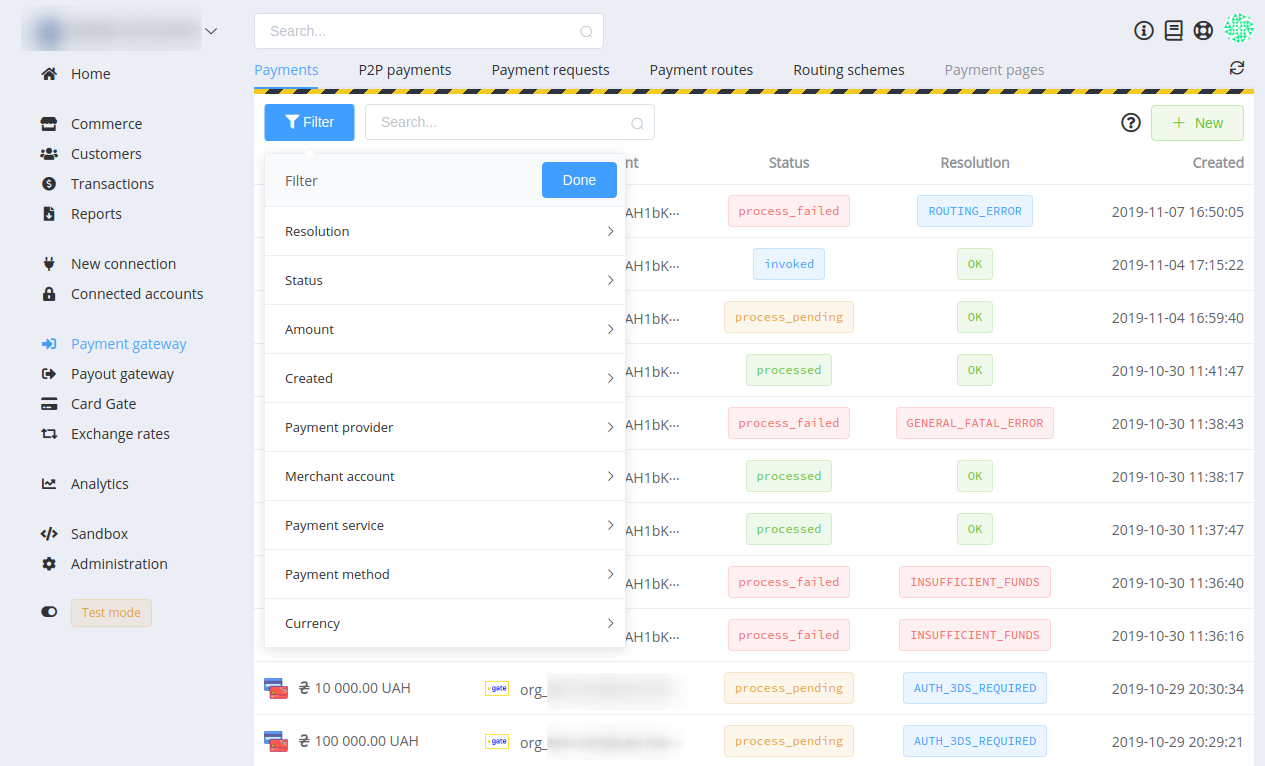 Search...
Home
Commerce
Customers
Transactions
Reports
New connection
Connected accounts
Payment gateway
Payout gateway
Card Gate
Exchange rates
Analytics
Sandbox
Administration
Test mode
Payments P2P payments Payment requests Payment routes Routing schemes Payment pages
Filter Search... ? + New
nt Status Resolution Created
Filter Done
Resolution
Status
Amount
Created
Payment provider
Merchant account
Payment service
Payment method
Currency
AH1bK··· process_failed ROUTING_ERROR 2019-11-07 16:50:05
AH1bK··· invoked OK 2019-11-04 17:15:22
AH1bK··· process_pending OK 2019-11-04 16:59:40
AH1bK··· processed OK 2019-10-30 11:41:47
AH1bK··· process_failed GENERAL_FATAL_ERROR 2019-10-30 11:38:43
AH1bK··· processed OK 2019-10-30 11:38:17
AH1bK··· processed OK 2019-10-30 11:37:47
AH1bK··· process_failed INSUFFICIENT_FUNDS 2019-10-30 11:36:40
AH1bK··· process_failed INSUFFICIENT_FUNDS 2019-10-30 11:36:16
₴ 10 000.00 UAH gate org_ process_pending AUTH_3DS_REQUIRED 2019-10-29 20:30:34
₴ 100 000.00 UAH gate org_ process_pending AUTH_3DS_REQUIRED 2019-10-29 20:29:21